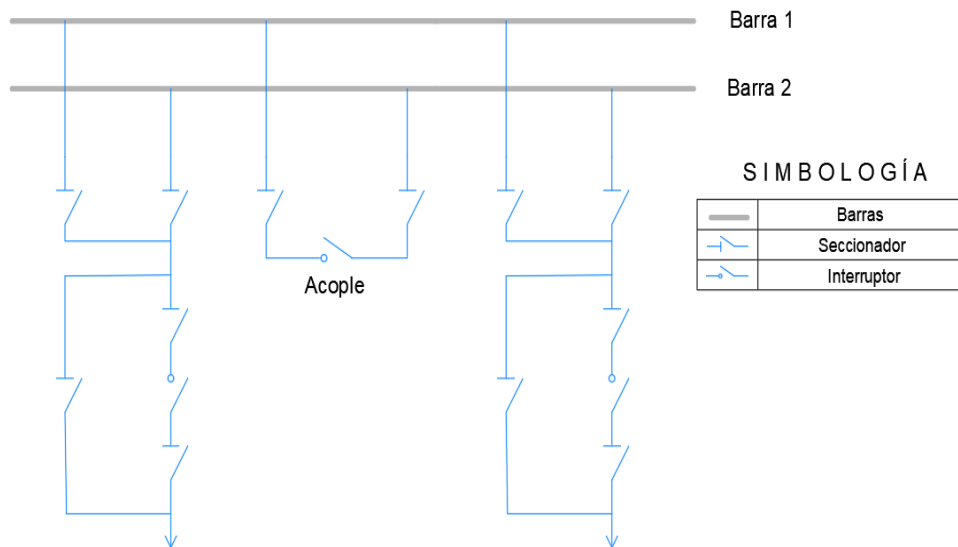 Barra 1
Barra 2
SIMBOLOGÍA
Barras
Seccionador
Interruptor
Acople